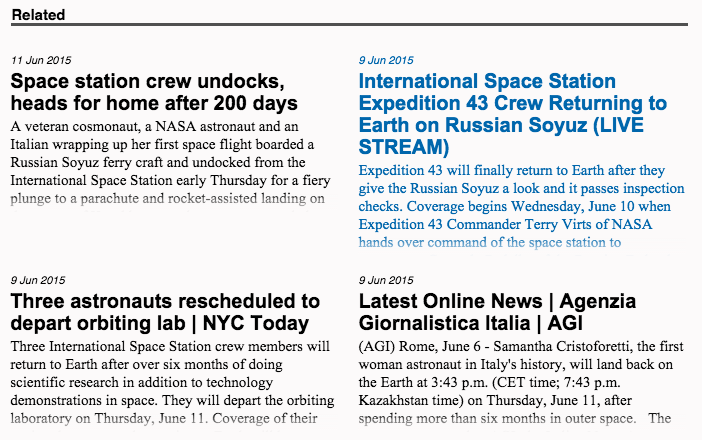 Related
11 Jun 2015
Space station crew undocks,
heads for home after 200 days
A veteran cosmonaut, a NASA astronaut and an
Italian wrapping up her first space flight boarded a
Russian Soyuz ferry craft and undocked from the
International Space Station early Thursday for a fiery
plunge to a parachute and rocket-assisted landing on
9 Jun 2015
International Space Station
Expedition 43 Crew Returning to
Earth on Russian Soyuz (LIVE
STREAM)
Expedition 43 will finally return to Earth after they
give the Russian Soyuz a look and it passes inspection
checks. Coverage begins Wednesday, June 10 when
Expedition 43 Commander Terry Virts of NASA
hands over command of the space station to
9 Jun 2015
Three astronauts rescheduled to
depart orbiting lab | NYC Today
Three International Space Station crew members will
return to Earth after over six months of doing
scientific research in addition to technology
demonstrations in space. They will depart the orbiting
laboratory on Thursday, June 11. Coverage of their
9 Jun 2015
Latest Online News | Agenzia
Giornalistica Italia | AGI
(AGI) Rome, June 6 - Samantha Cristoforetti, the first
woman astronaut in Italy's history, will land back on
the Earth at 3:43 p.m. (CET time; 7:43 p.m.
Kazakhstan time) on Thursday, June 11, after
spending more than six months in outer space. The